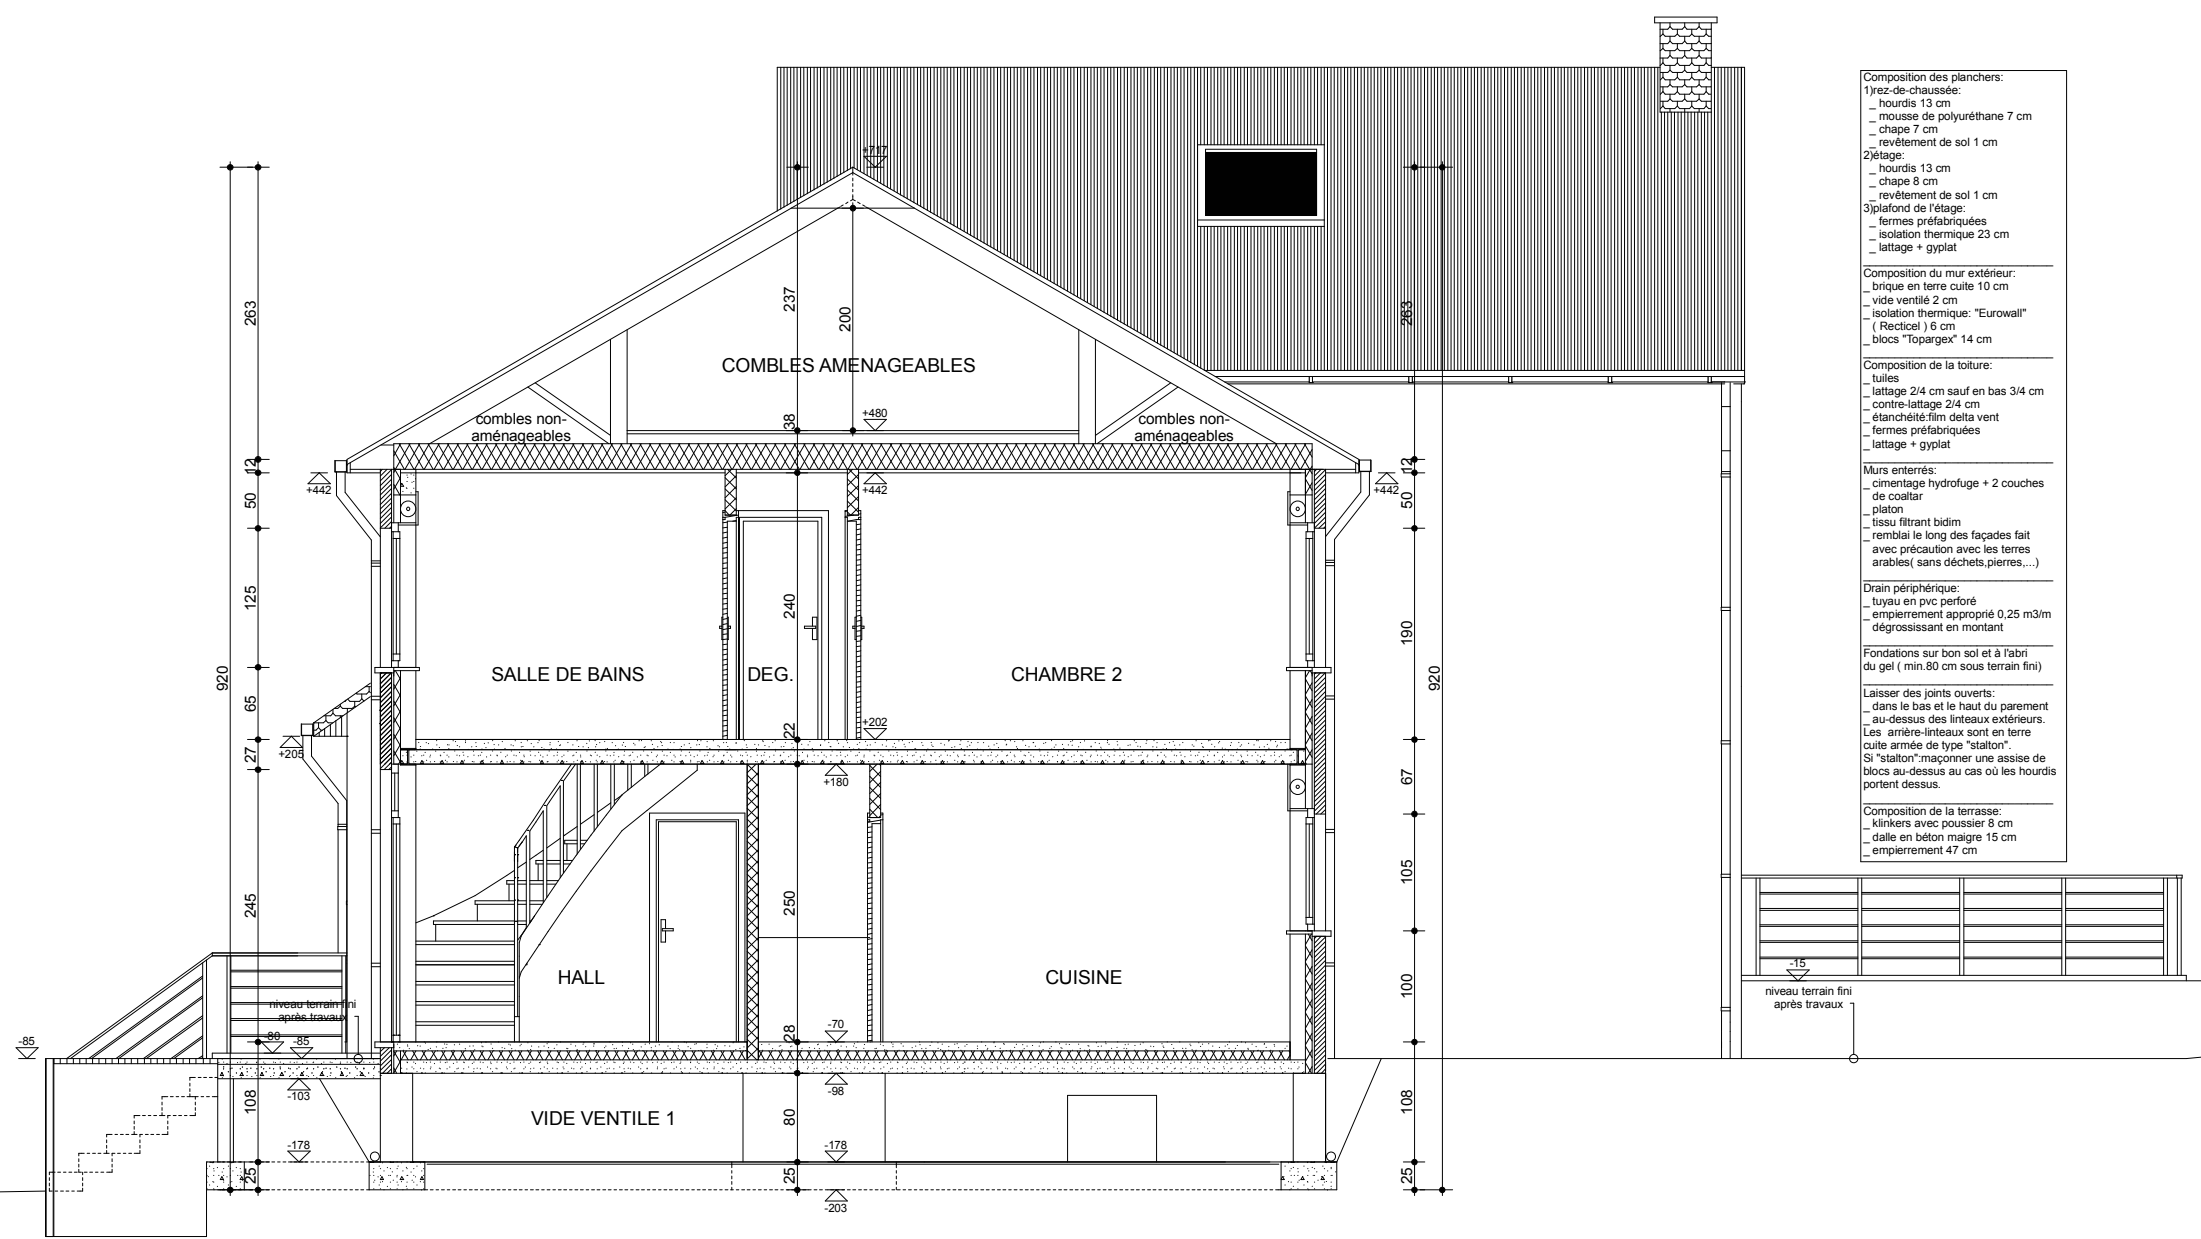 +717
263
237
200
263
COMBLES AMENAGEABLES
combles non-
aménageables
38
+480
combles non-
aménageables
12
+442
+442
12
+442
50
50
125
240
190
920
SALLE DE BAINS
DEG.
CHAMBRE 2
920
65
22
+202
+205
27
+180
67
245
250
105
HALL
CUISINE
100
niveau terrain fini
après travaux
-85
-80
-85
28
-70
-103
-98
108
VIDE VENTILE 1
80
108
-178
-178
25
25
25
-203
-15
niveau terrain fini
après travaux
Composition des planchers:
1)rez-de-chaussée:
_ hourdis 13 cm
_ mousse de polyuréthane 7 cm
_ chape 7 cm
_ revêtement de sol 1 cm
2)étage:
_ hourdis 13 cm
_ chape 8 cm
_ revêtement de sol 1 cm
3)plafond de l'étage:
_ fermes préfabriquées
_ isolation thermique 23 cm
_ lattage + gyplat
Composition du mur extérieur:
_ brique en terre cuite 10 cm
_ vide ventilé 2 cm
_ isolation thermique: "Eurowall"
( Recticel ) 6 cm
_ blocs "Topargex" 14 cm
Composition de la toiture:
_ tuiles
_ lattage 2/4 cm sauf en bas 3/4 cm
_ contre-lattage 2/4 cm
_ étanchéité:film delta vent
_ fermes préfabriquées
_ lattage + gyplat
Murs enterrés:
_ cimentage hydrofuge + 2 couches
de coaltar
_ platon
_ tissu filtrant bidim
_ remblai le long des façades fait
avec précaution avec les terres
arables( sans déchets,pierres,...)
Drain périphérique:
_ tuyau en pvc perforé
_ empierrement approprié 0,25 m3/m
dégrossissant en montant
Fondations sur bon sol et à l'abri
du gel ( min.80 cm sous terrain fini)
Laisser des joints ouverts:
_ dans le bas et le haut du parement
_ au-dessus des linteaux extérieurs.
Les arrière-linteaux sont en terre
cuite armée de type "stalton".
Si "stalton":maçonner une assise de
blocs au-dessus au cas où les hourdis
portent dessus.
Composition de la terrasse:
_ klinkers avec poussier 8 cm
_ dalle en béton maigre 15 cm
_ empierrement 47 cm